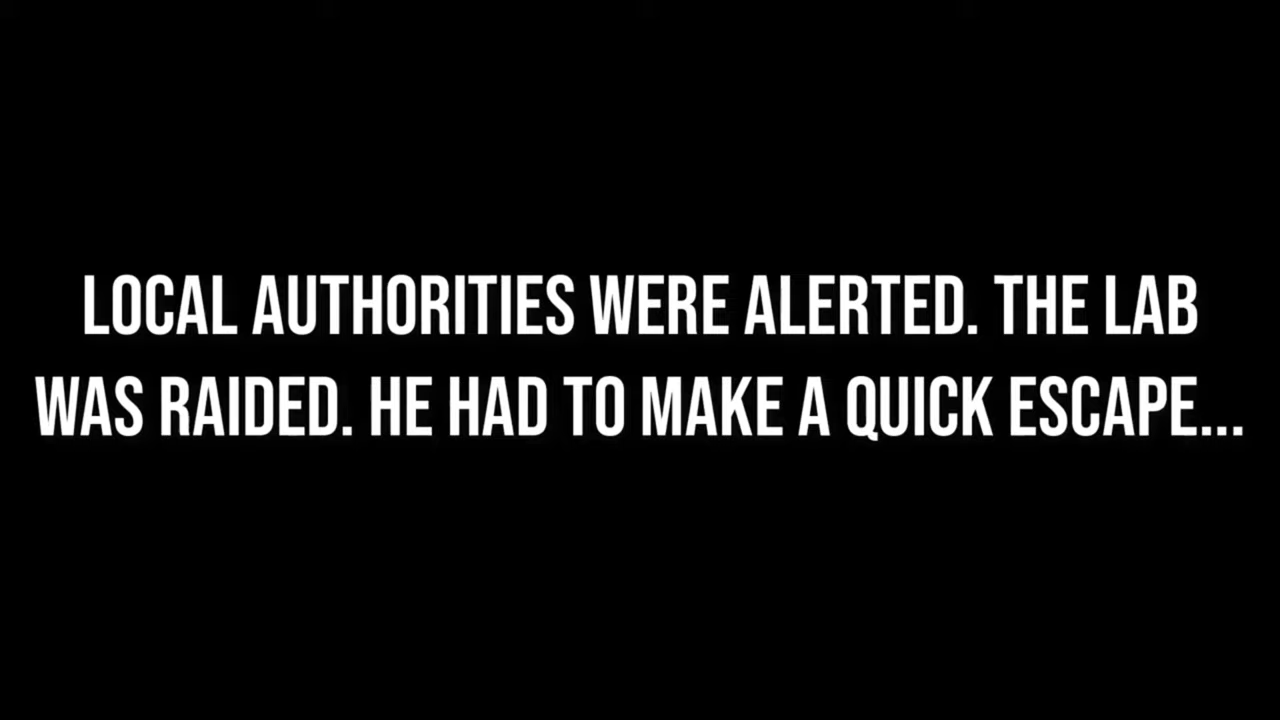 LOCAL AUTHORITIES WERE ALERTED. THE LAB
WAS RAIDED. HE HAD TO MAKE A QUICK ESCAPE...